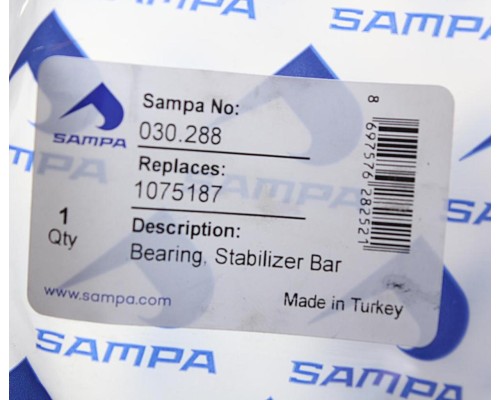 SAMPA
SAMPA
SAMPA
Sampa No:
030.288
Replaces:
1075187
1
Qty
Description:
Bearing, Stabilizer Bar
www.sampa.com
Made in Turkey
8 697576 282521
SAMPA
SAMPA